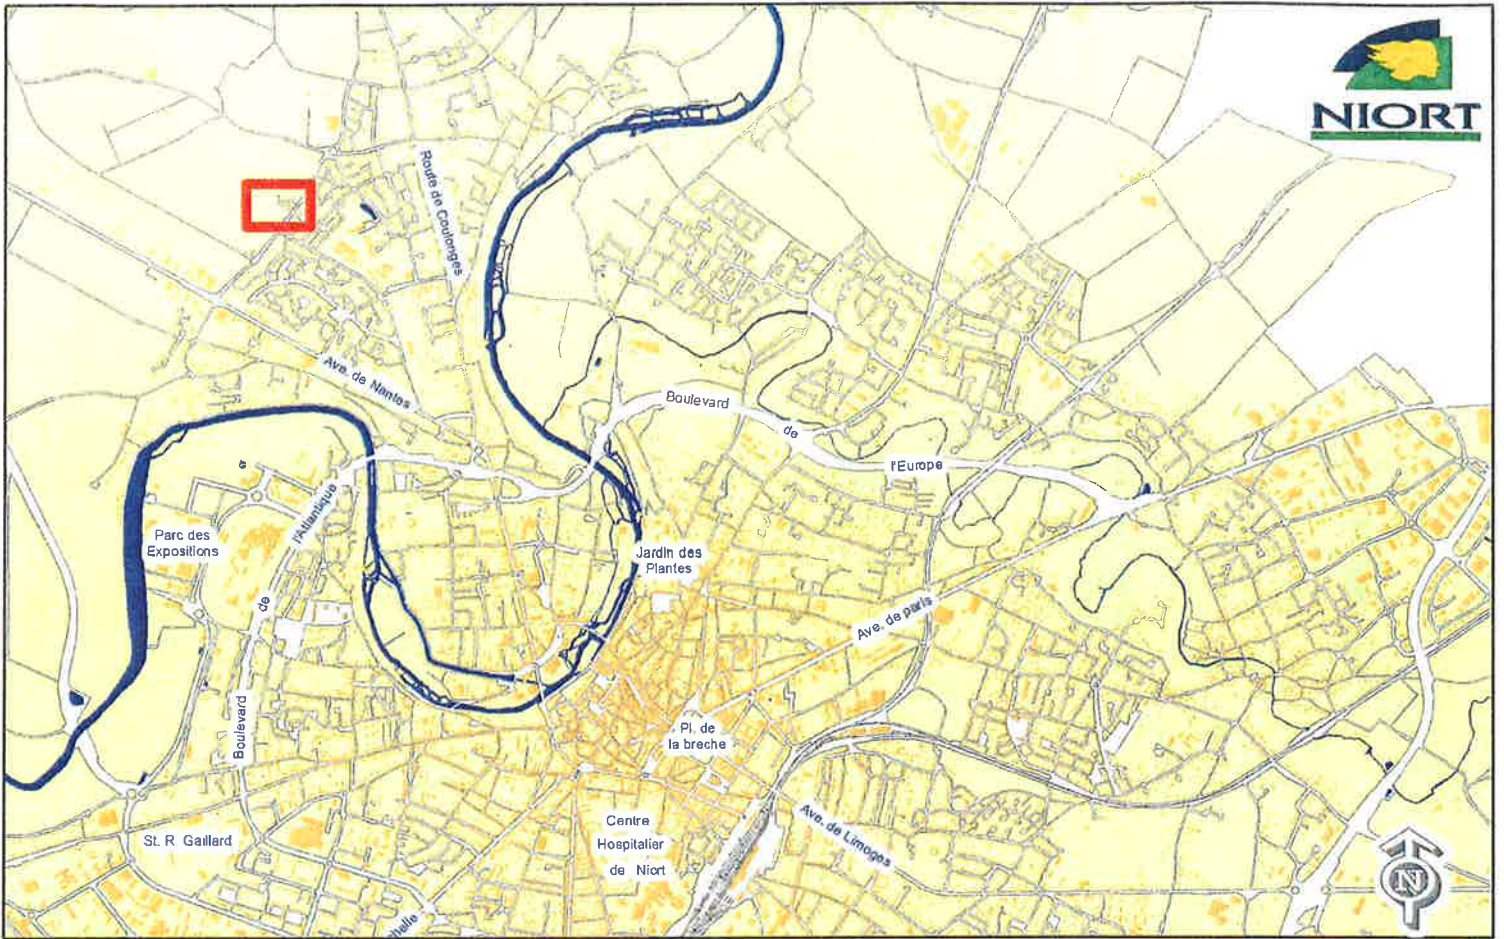 NIORT
Route de Coulonges
Ave. de Nantes
Boulevard
de
l'Europe
l'Atlantique
de
Boulevard
Parc des
Expositions
Jardin des
Plantes
Ave. de paris
Pl. de
la breche
Ave. de Limoges
Centre
Hospitalier
de Niort
St. R. Gaillard
N